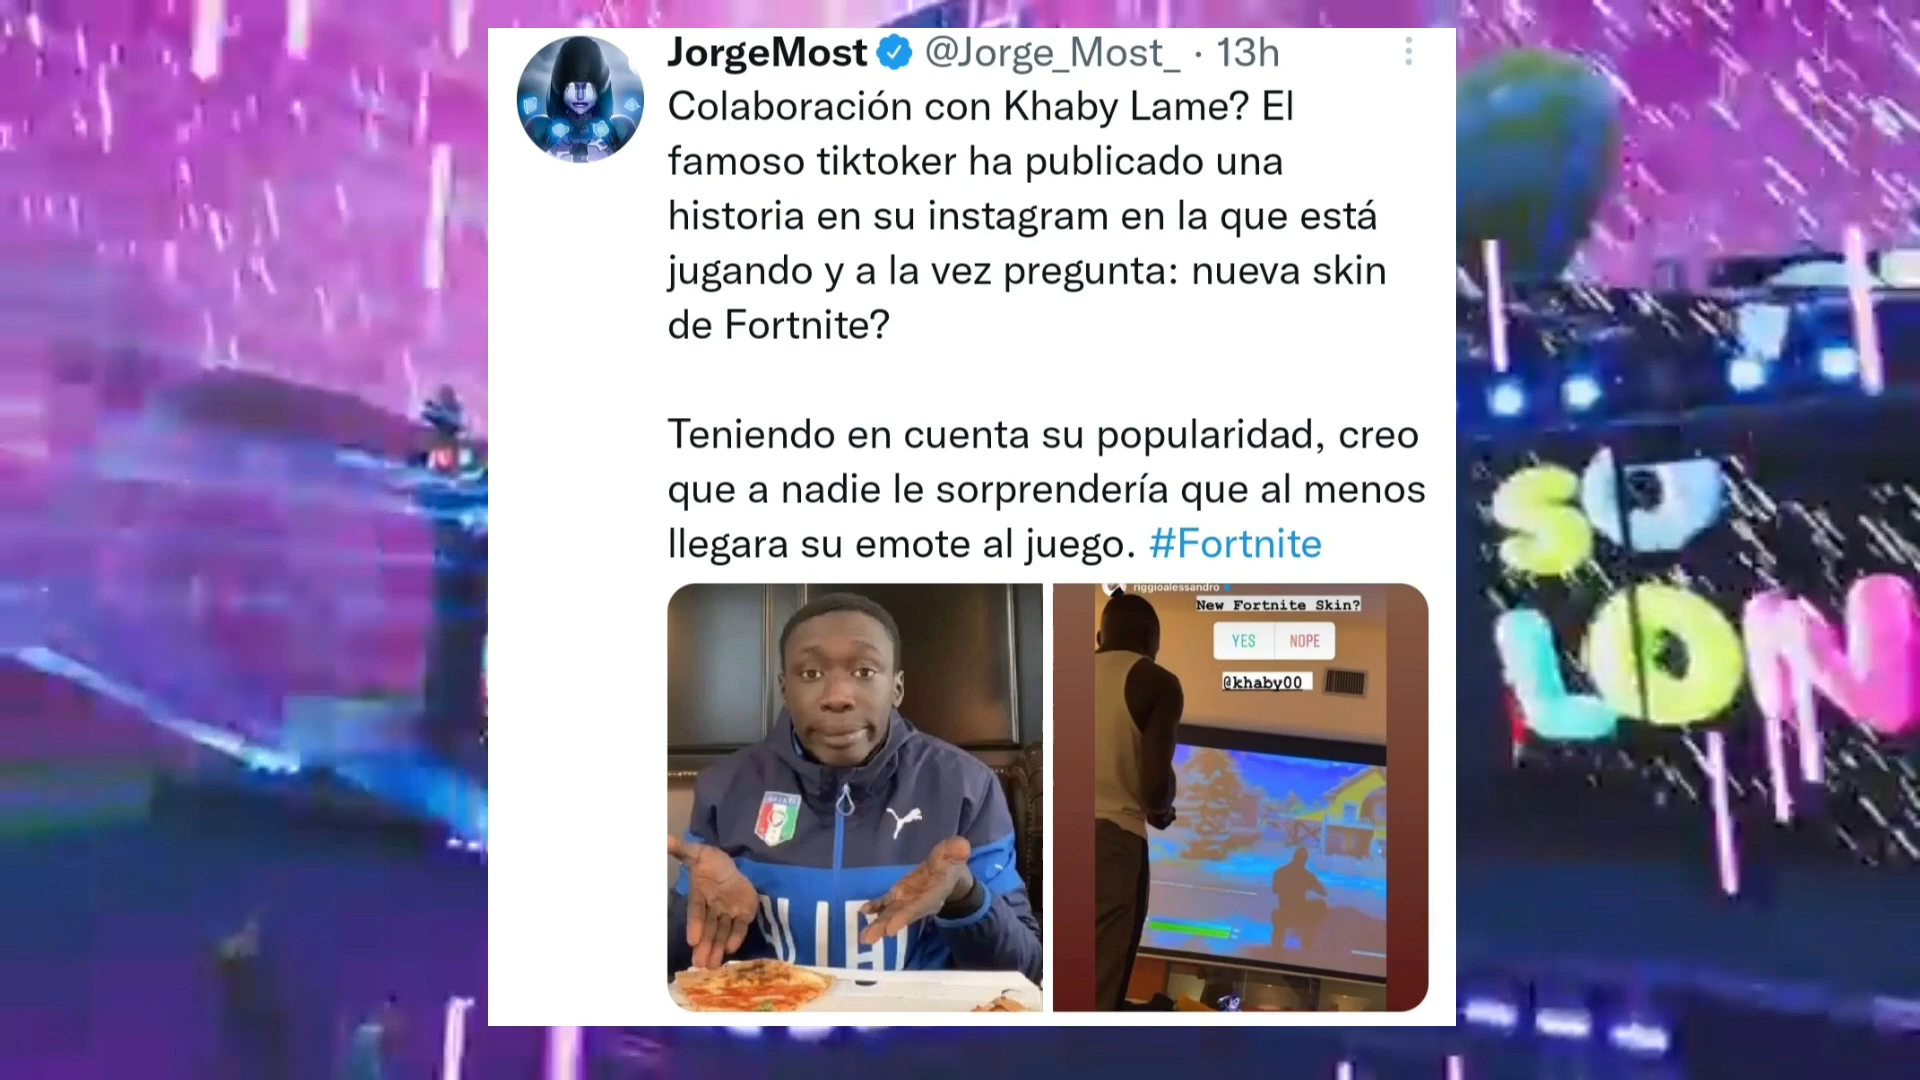 JorgeMost @Jorge_Most_ · 13h
Colaboración con Khaby Lame? El
famoso tiktoker ha publicado una
historia en su instagram en la que está
jugando y a la vez pregunta: nueva skin
de Fortnite?
Teniendo en cuenta su popularidad, creo
que a nadie le sorprendería que al menos
llegara su emote al juego. #Fortnite
riggioalessandro
New Fortnite Skin?
YES NOPE
@khaby00
SO
LON